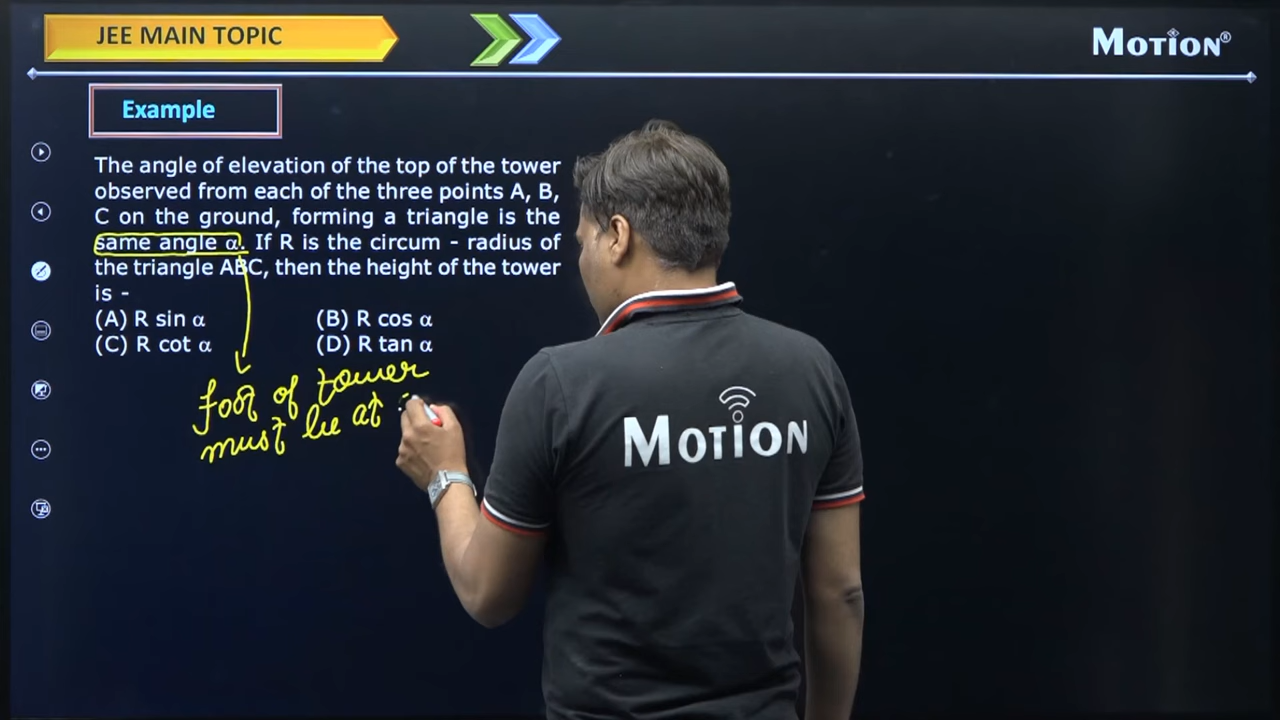 JEE MAIN TOPIC
MOTION®
Example
The angle of elevation of the top of the tower
observed from each of the three points A, B,
C on the ground, forming a triangle is the
same angle α. If R is the circum - radius of
the triangle ABC, then the height of the tower
is -
(A) R sin α (B) R cos α
(C) R cot α (D) R tan α
foot of tower
must lie at
MOTION